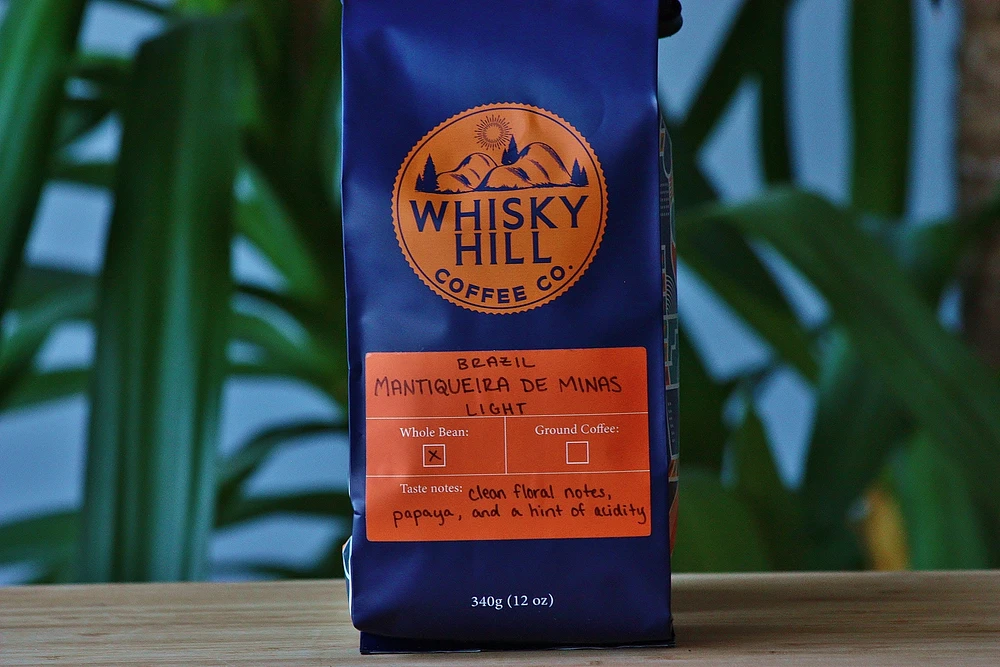 WHISKY
HILL
COFFEE CO.
BRAZIL
MANTIQUEIRA DE MINAS
LIGHT
Whole Bean:
X
Ground Coffee:
Taste notes: clean floral notes,
papaya, and a hint of acidity
340g (12 oz)